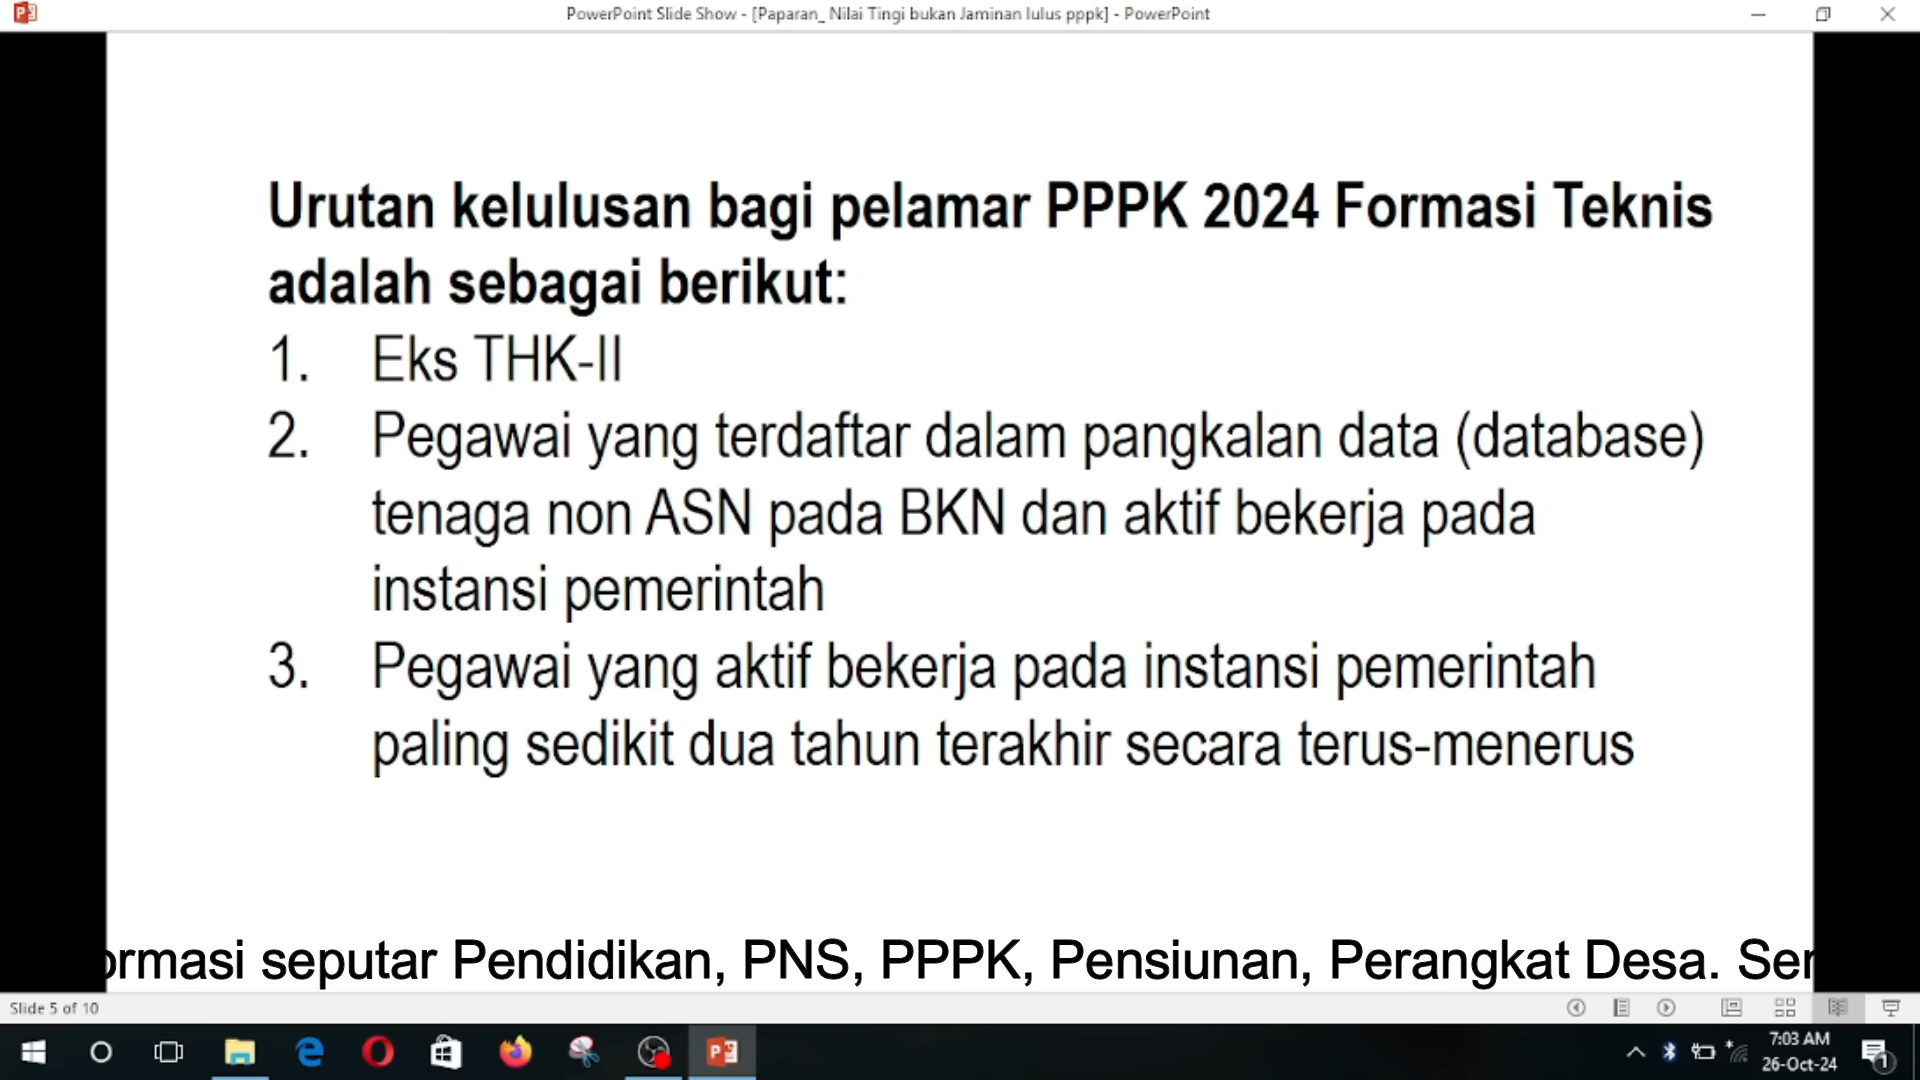 PowerPoint Slide Show - [Paparan_ Nilai Tingi bukan Jaminan lulus pppk] - PowerPoint
Urutan kelulusan bagi pelamar PPPK 2024 Formasi Teknis
adalah sebagai berikut:
1. Eks THK-II
2. Pegawai yang terdaftar dalam pangkalan data (database)
tenaga non ASN pada BKN dan aktif bekerja pada
instansi pemerintah
3. Pegawai yang aktif bekerja pada instansi pemerintah
paling sedikit dua tahun terakhir secara terus-menerus
ormasi seputar Pendidikan, PNS, PPPK, Pensiunan, Perangkat Desa. Ser
Slide 5 of 10
7:03 AM
26-Oct-24
1